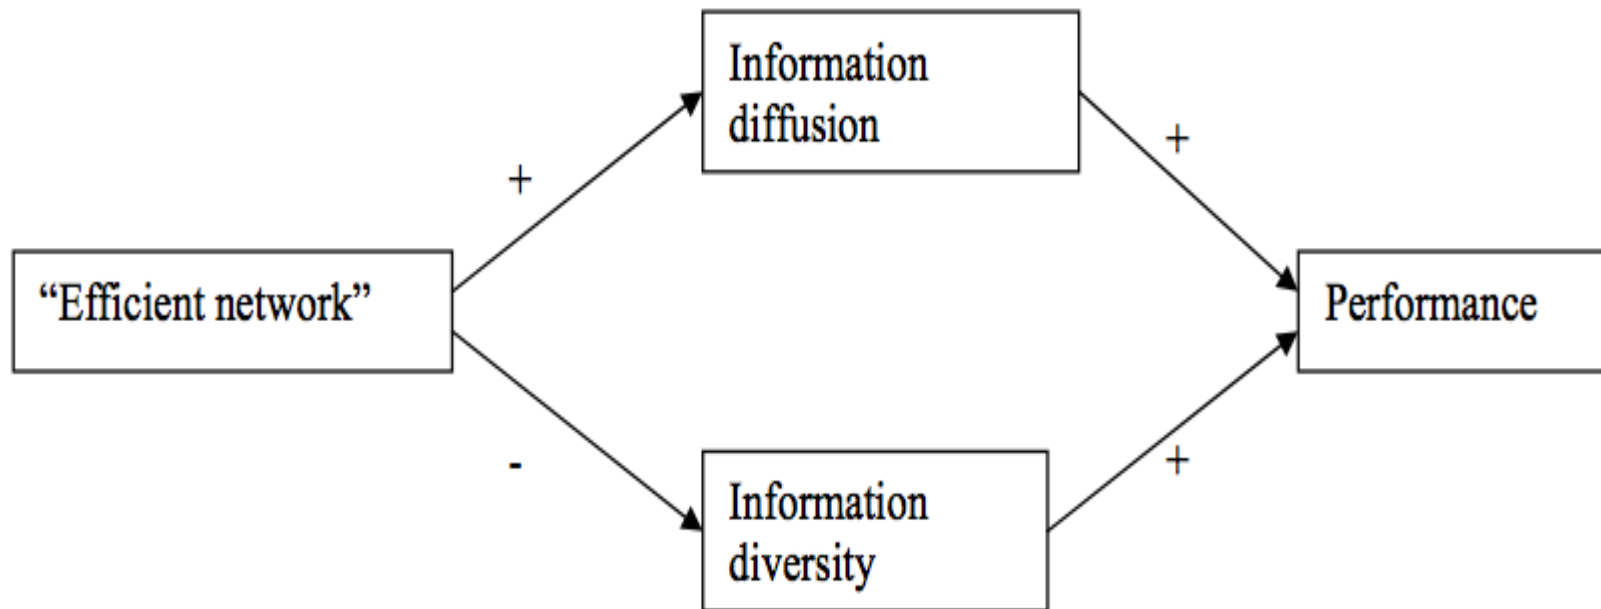 Information
diffusion
+
+
“Efficient network”
Performance
-
+
Information
diversity